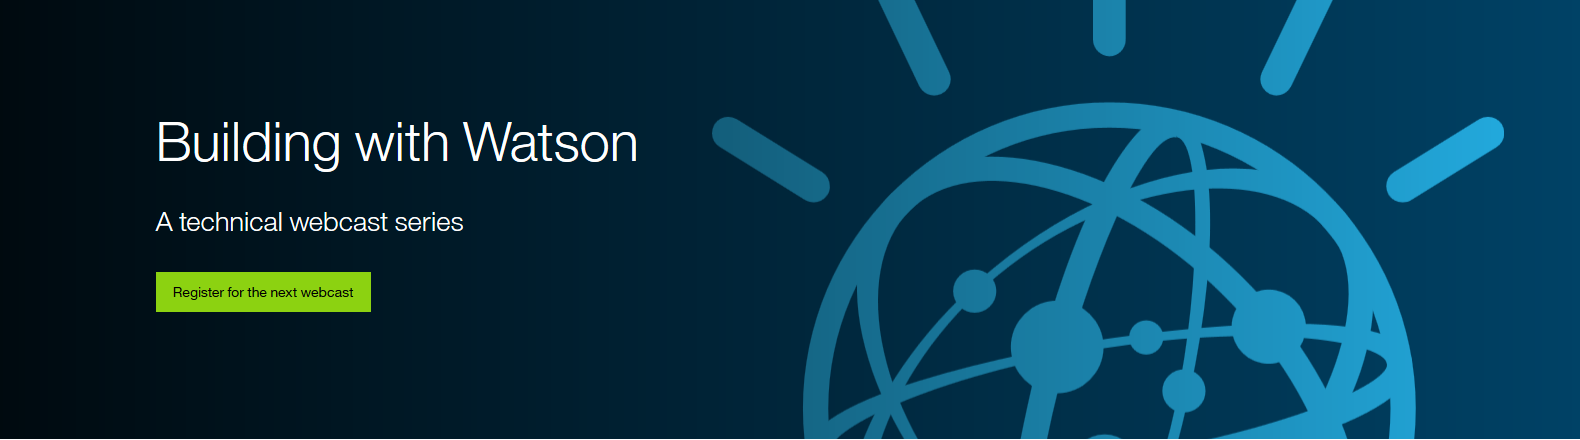 Building with Watson
A technical webcast series
Register for the next webcast